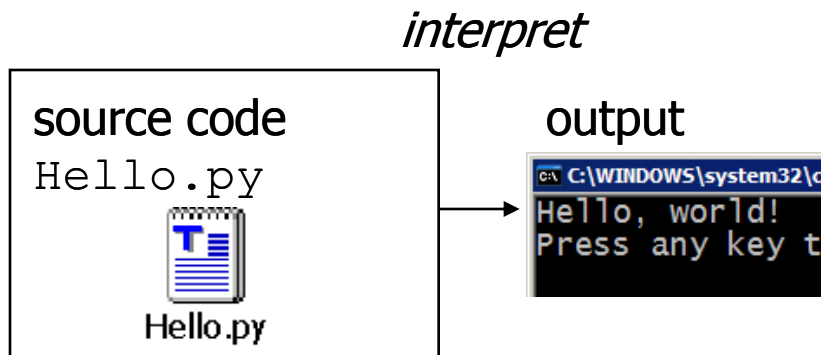 interpret
source code
Hello.py
Hello.py
output
C:\WINDOWS\system32\c
Hello, world!
Press any key t